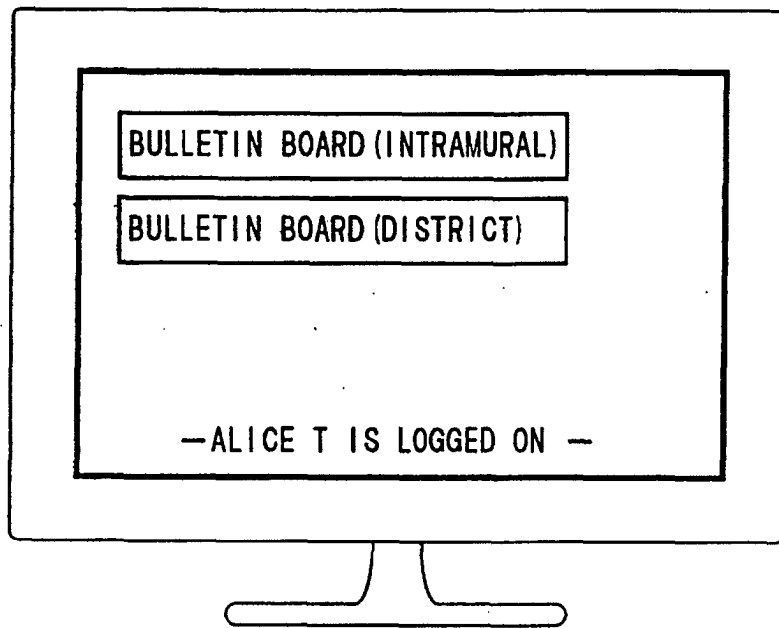 BULLETIN BOARD(INTRAMURAL)
BULLETIN BOARD(DISTRICT)
—ALICE T IS LOGGED ON —